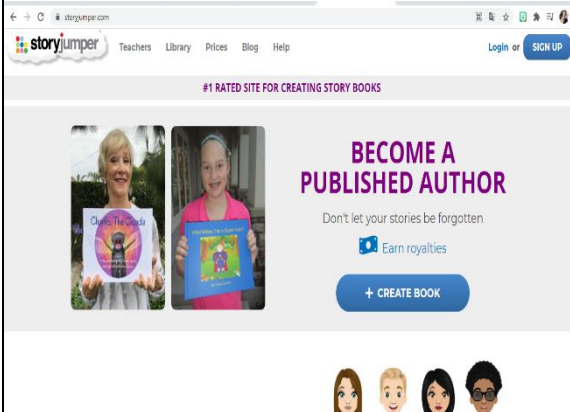 storyjumper.com
storyjumper
Teachers Library Prices Blog Help
Login or SIGN UP
#1 RATED SITE FOR CREATING STORY BOOKS
BECOME A
PUBLISHED AUTHOR
Don't let your stories be forgotten
Earn royalties
+ CREATE BOOK